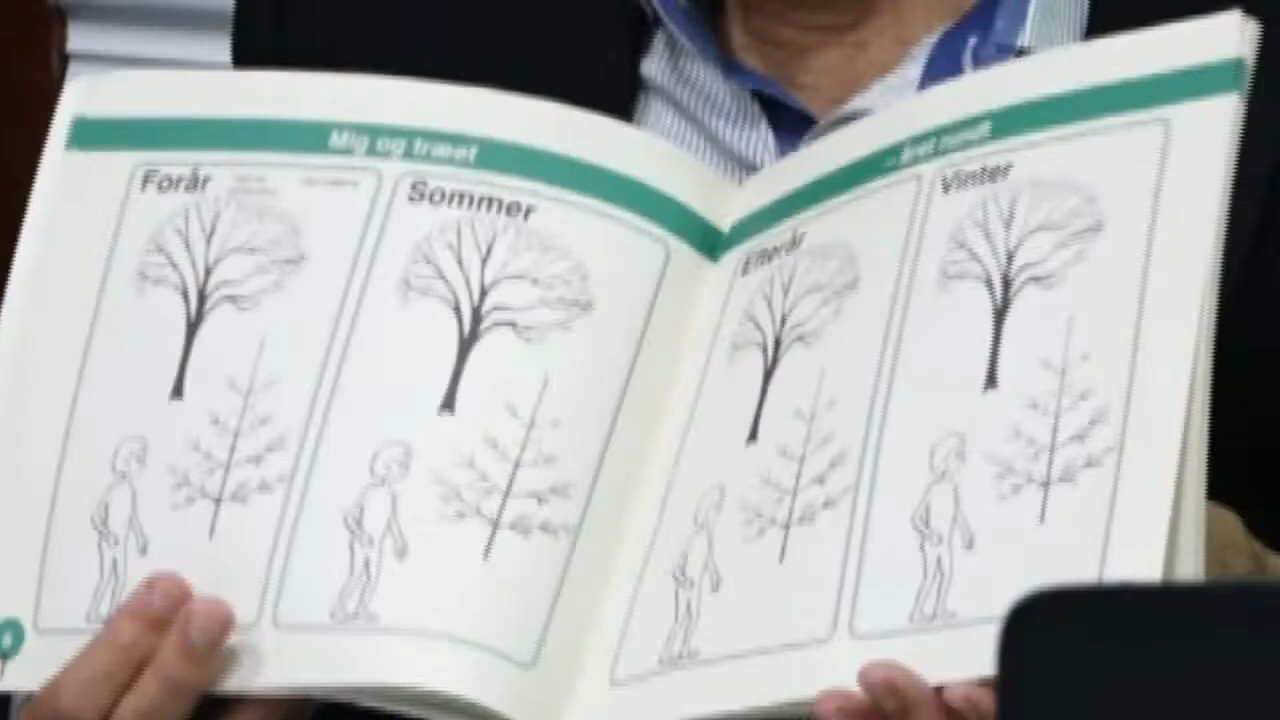 Mig og træet
...året rundt
Forår
Sommer
Efterår
Vinter